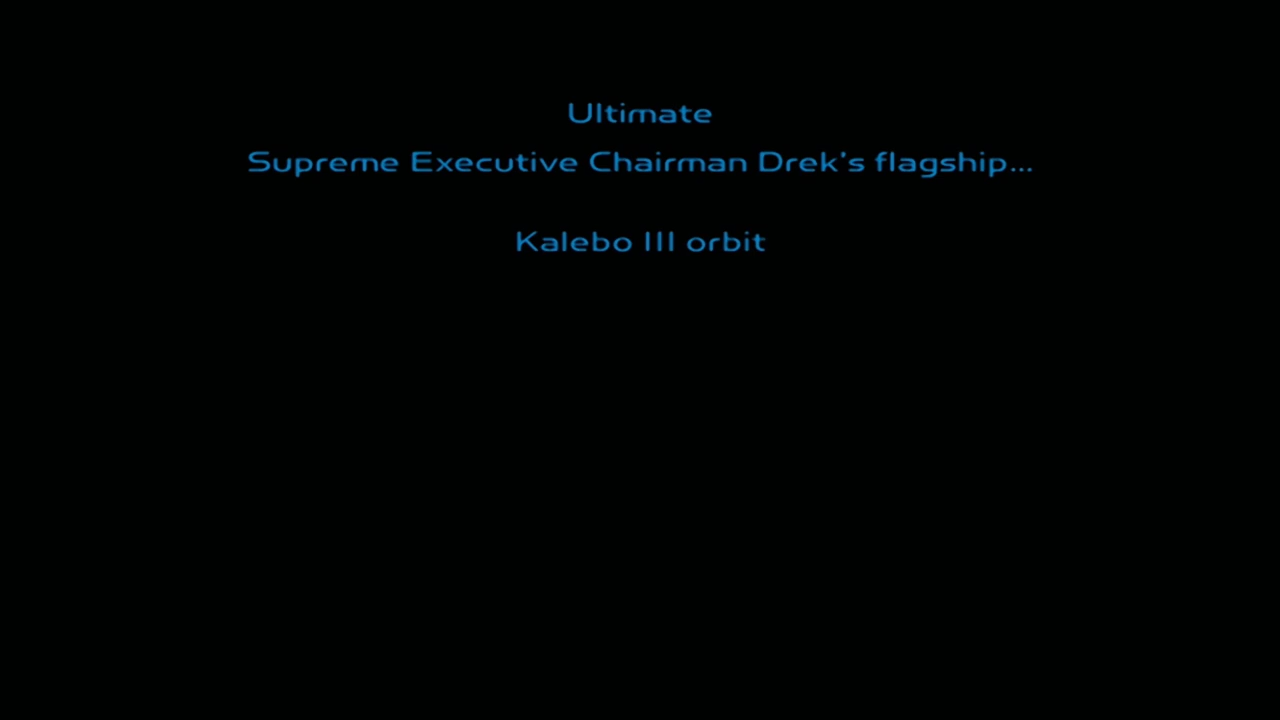 Ultimate
Supreme Executive Chairman Drek's flagship...
Kalebo III orbit